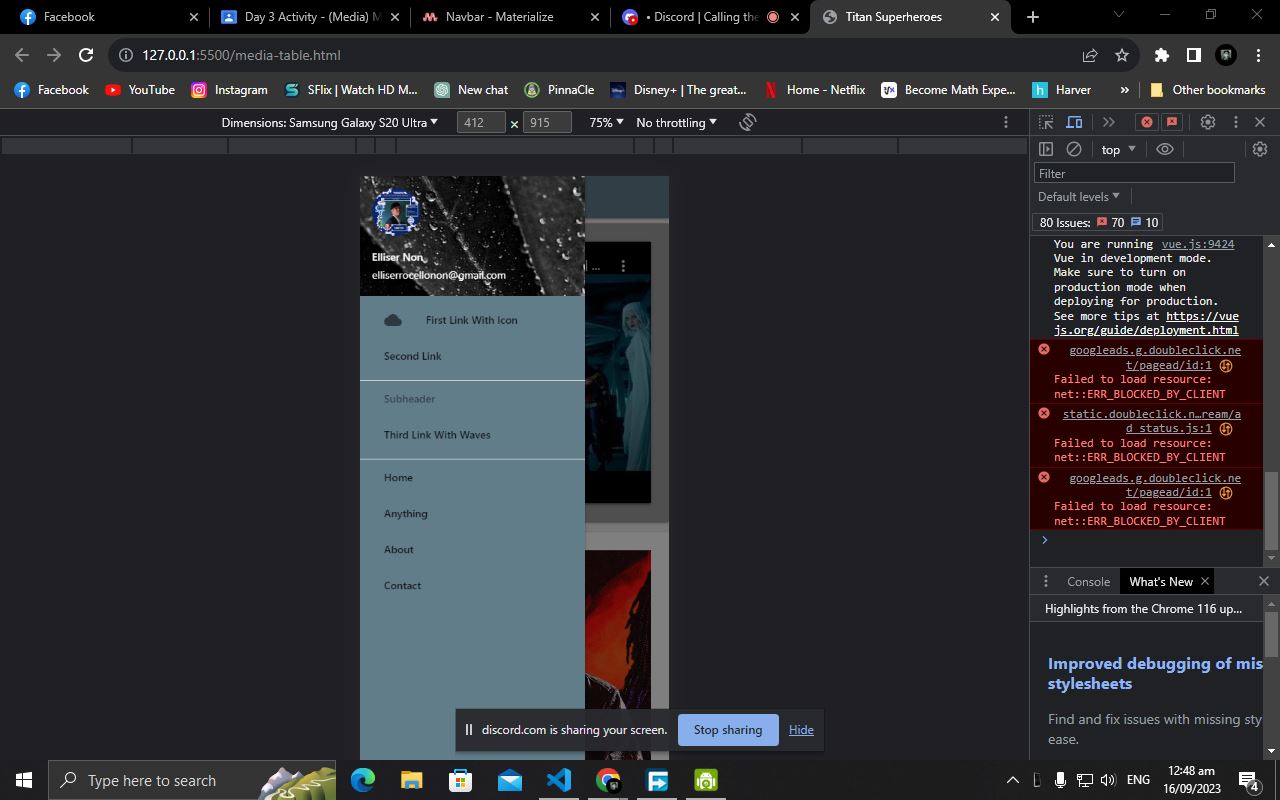 Facebook
Day 3 Activity - (Media) M
Navbar - Materialize
• Discord | Calling the
Titan Superheroes
127.0.0.1:5500/media-table.html
Facebook
YouTube
Instagram
SFlix | Watch HD M...
New chat
PinnaCle
Disney+ | The great...
Home - Netflix
Become Math Expe...
Harver
»
Other bookmarks
Dimensions: Samsung Galaxy S20 Ultra
412 × 915
75%
No throttling
top
Filter
Default levels
80 Issues: 70 10
You are running vue.js:9424
Vue in development mode.
Make sure to turn on
production mode when
deploying for production.
See more tips at https://vue
js.org/guide/deployment.html
googleads.g.doubleclick.ne
t/pagead/id:1
Failed to load resource:
net::ERR_BLOCKED_BY_CLIENT
static.doubleclick.n…ream/a
d_status.js:1
Failed to load resource:
net::ERR_BLOCKED_BY_CLIENT
googleads.g.doubleclick.ne
t/pagead/id:1
Failed to load resource:
net::ERR_BLOCKED_BY_CLIENT
Elliser Non
elliserrocellonon@gmail.com
First Link With Icon
Second Link
Subheader
Third Link With Waves
Home
Anything
About
Contact
...
Console
What's New
Highlights from the Chrome 116 up...
Improved debugging of mis
stylesheets
Find and fix issues with missing sty
ease.
discord.com is sharing your screen.
Stop sharing
Hide
Type here to search
ENG
12:48 am
16/09/2023
4